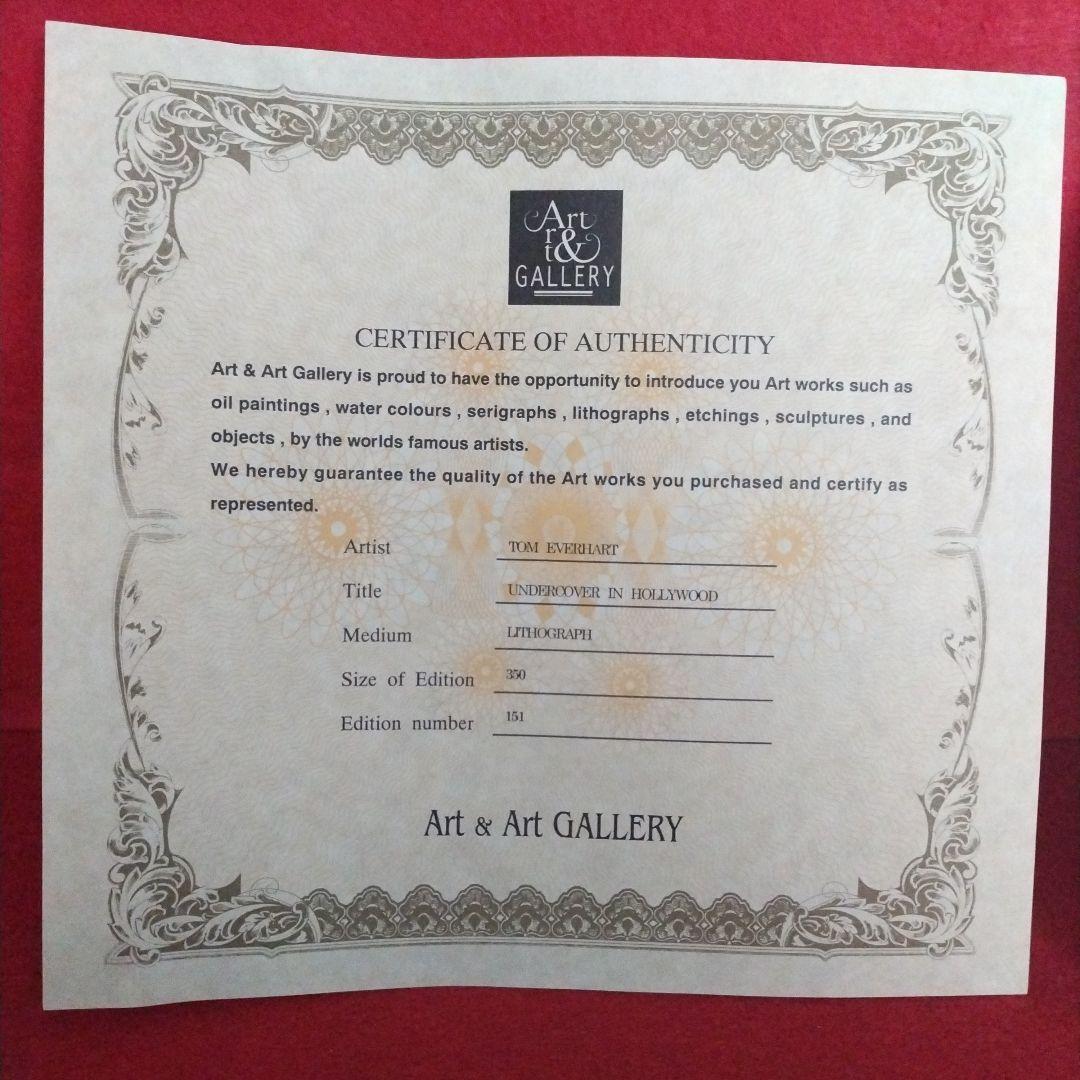 Art
rt&
GALLERY
CERTIFICATE OF AUTHENTICITY
Art & Art Gallery is proud to have the opportunity to introduce you Art works such as
oil paintings , water colours , serigraphs , lithographs , etchings , sculptures , and
objects , by the worlds famous artists.
We hereby guarantee the quality of the Art works you purchased and certify as
represented.
Artist TOM EVERHART
Title UNDERCOVER IN HOLLYWOOD
Medium LITHOGRAPH
Size of Edition 350
Edition number 151
Art & Art GALLERY